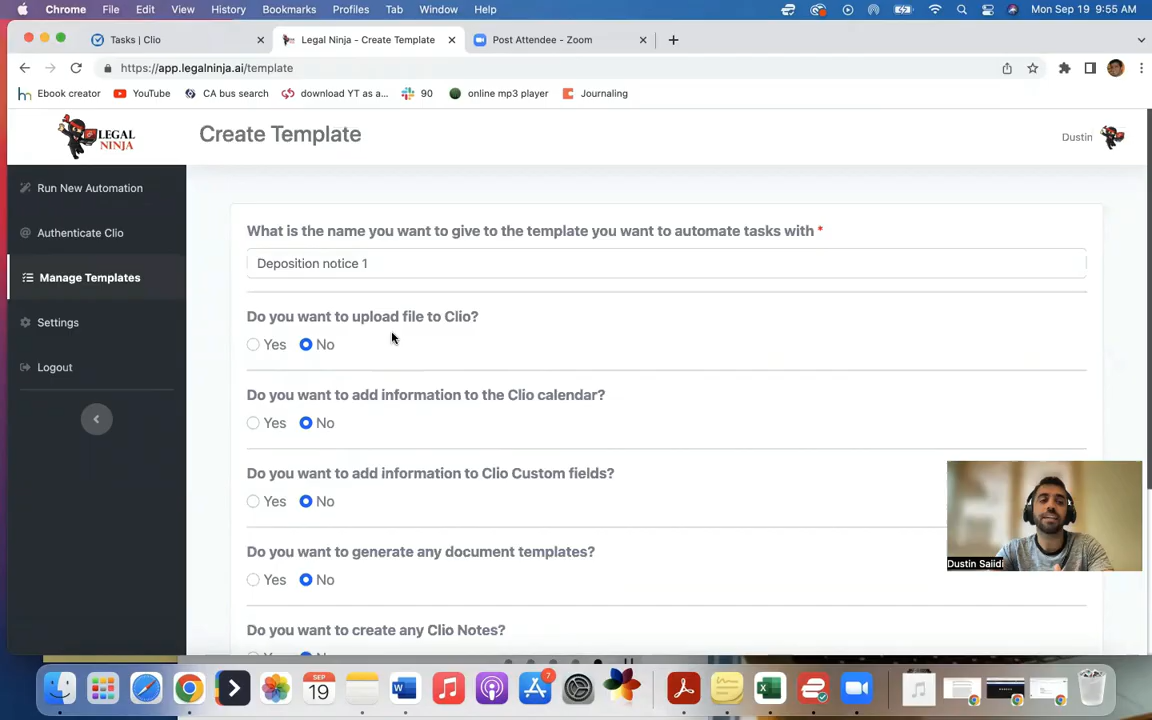 Chrome File Edit View History Bookmarks Profiles Tab Window Help Mon Sep 19 9:55 AM
Tasks | Clio Legal Ninja - Create Template Post Attendee - Zoom
https://app.legalninja.ai/template
Ebook creator YouTube CA bus search download YT as a... 90 online mp3 player Journaling
LEGAL
NINJA
Create Template
Dustin
Run New Automation
Authenticate Clio
Manage Templates
Settings
Logout
What is the name you want to give to the template you want to automate tasks with *
Deposition notice 1
Do you want to upload file to Clio?
Yes No
Do you want to add information to the Clio calendar?
Yes No
Do you want to add information to Clio Custom fields?
Yes No
Do you want to generate any document templates?
Yes No
Do you want to create any Clio Notes?
Dustin Saiidi
SEP
19
7